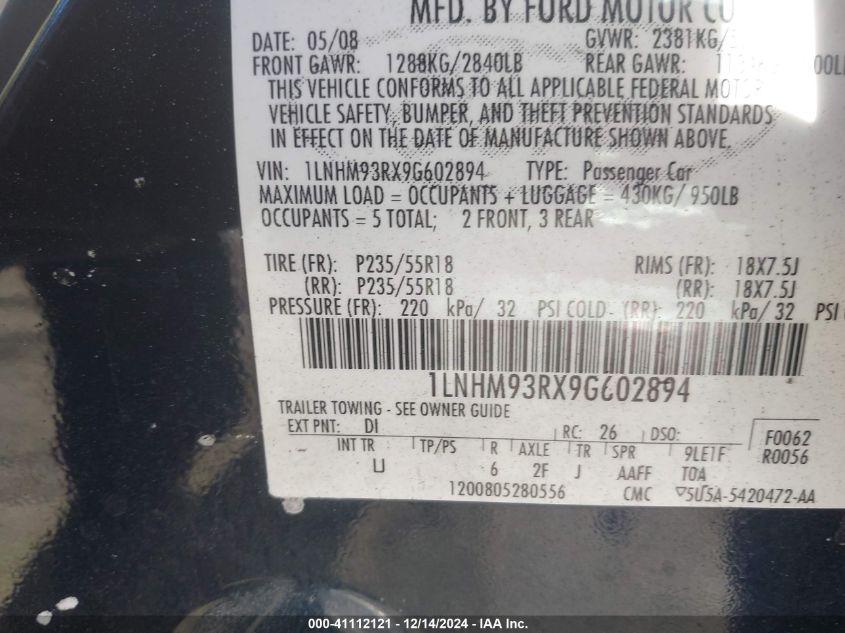 MFD. BY FORD MOTOR CO
DATE: 05/08 GVWR: 2381KG/
FRONT GAWR: 1288KG/2840LB REAR GAWR:
THIS VEHICLE CONFORMS TO ALL APPLICABLE FEDERAL MOTOR
VEHICLE SAFETY, BUMPER, AND THEFT PREVENTION STANDARDS
IN EFFECT ON THE DATE OF MANUFACTURE SHOWN ABOVE.
VIN: 1LNHM93RX9G602894 TYPE: Passenger Car
MAXIMUM LOAD = OCCUPANTS + LUGGAGE = 430KG/ 950LB
OCCUPANTS = 5 TOTAL; 2 FRONT, 3 REAR
TIRE (FR): P235/55R18 RIMS (FR): 18X7.5J
(RR): P235/55R18 (RR): 18X7.5J
PRESSURE (FR): 220 kPa/ 32 PSI COLD - (RR): 220 kPa/ 32 PSI
1LNHM93RX9G602894
TRAILER TOWING - SEE OWNER GUIDE
EXT PNT: DI RC: 26 DSO: F0062
INT TR TP/PS R AXLE TR SPR 9LE1F R0056
U 6 2F J AAFF TOA
1200805280556 CMC 5U5A-5420472-AA
000-41112121 - 12/14/2024 - IAA Inc.